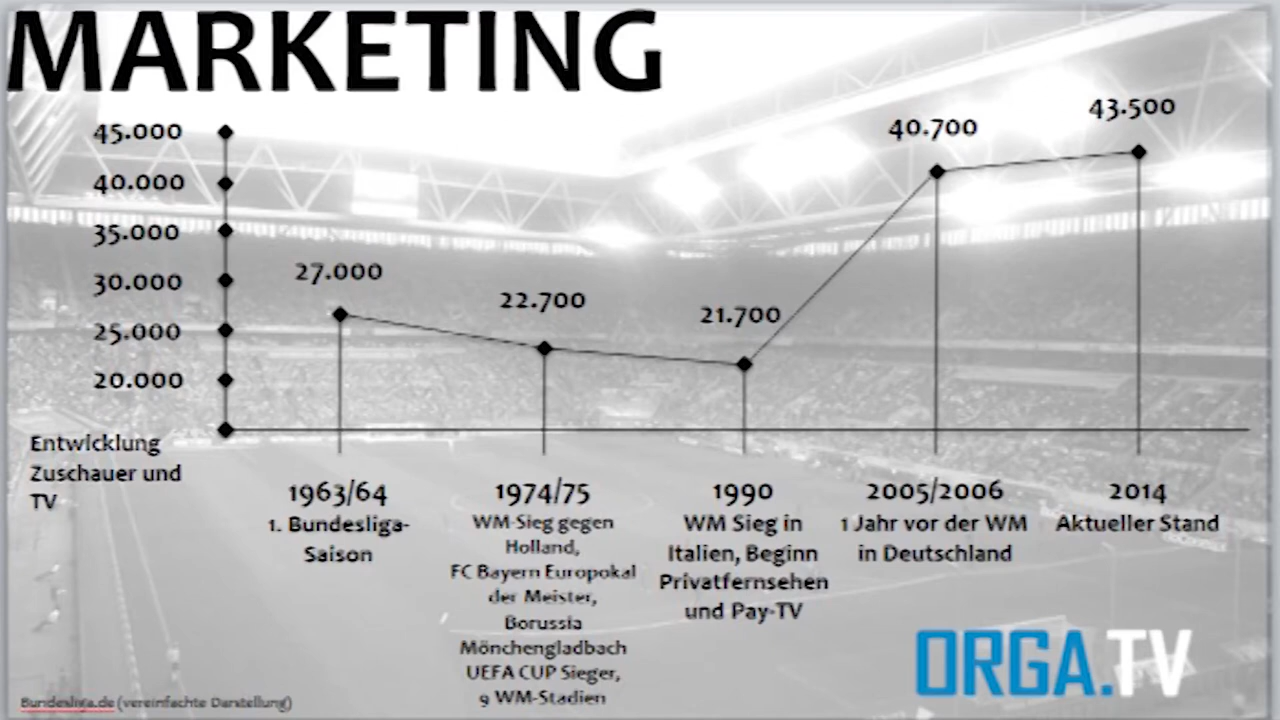 MARKETING
45.000
40.000
35.000
30.000
25.000
20.000
27.000
22.700
21.700
40.700
43.500
Entwicklung
Zuschauer und
TV
1963/64
1. Bundesliga-
Saison
1974/75
WM-Sieg gegen
Holland,
FC Bayern Europokal
der Meister,
Borussia
Mönchengladbach
UEFA CUP Sieger,
9 WM-Stadien
1990
WM Sieg in
Italien, Beginn
Privatfernsehen
und Pay-TV
2005/2006
1 Jahr vor der WM
in Deutschland
2014
Aktueller Stand
ORGA.TV
Bundesliga.de (vereinfachte Darstellung)